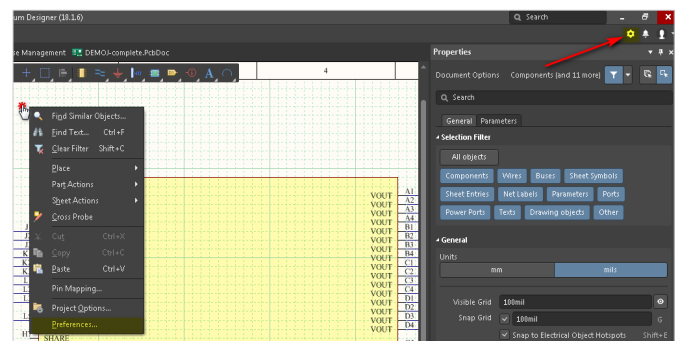 um Designer (18.1.6)
Search
se Management DEMOJ-complete.PcbDoc
Properties
4
Document Options Components (and 11 more)
Search
General Parameters
Selection Filter
All objects
Components Wires Buses Sheet Symbols
Sheet Entries Net Labels Parameters Ports
Power Ports Texts Drawing objects Other
General
Units
mm mils
Visible Grid 100mil
Snap Grid 100mil G
Snap to Electrical Object Hotspots Shift+E
Find Similar Objects...
Find Text... Ctrl+F
Clear Filter Shift+C
Place
Part Actions
Sheet Actions
Cross Probe
Cut Ctrl+X
Copy Ctrl+C
Paste Ctrl+V
Pin Mapping...
Project Options...
Preferences...
VOUT A1
VOUT A2
VOUT A3
VOUT A4
VOUT B1
VOUT B2
VOUT B3
VOUT B4
VOUT C1
VOUT C2
VOUT C3
VOUT C4
VOUT D1
VOUT D2
VOUT D3
VOUT D4
SHARE